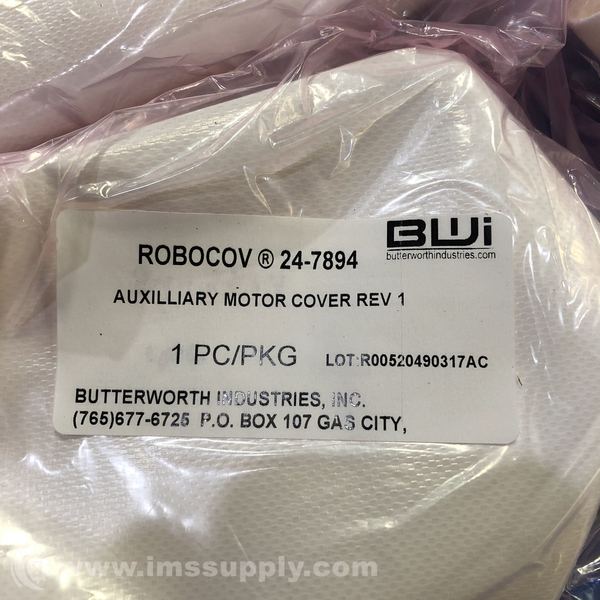 BWi
butterworthindustries.com
ROBOCOV ® 24-7894
AUXILLIARY MOTOR COVER REV 1
1 PC/PKG LOT:R00520490317AC
BUTTERWORTH INDUSTRIES, INC.
(765)677-6725 P.O. BOX 107 GAS CITY,
www.imssupply.com